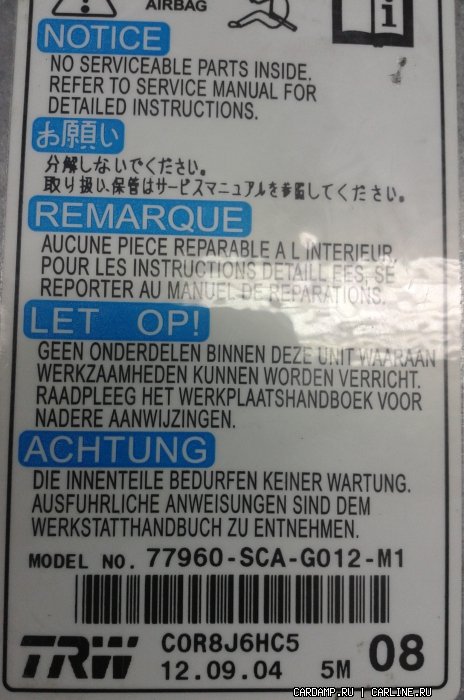 AIRBAG
i
NOTICE
NO SERVICEABLE PARTS INSIDE.
REFER TO SERVICE MANUAL FOR
DETAILED INSTRUCTIONS.
お願い
分解しないでください。
取り扱い、保管はサービスマニュアルを参照してください。
REMARQUE
AUCUNE PIECE REPARABLE A L INTERIEUR,
POUR LES INSTRUCTIONS DETAILL EES, SE
REPORTER AU MANUEL DE REPARATIONS.
LET OP!
GEEN ONDERDELEN BINNEN DEZE UNIT WAARAAN
WERKZAAMHEDEN KUNNEN WORDEN VERRICHT.
RAADPLEEG HET WERKPLAATSHANDBOEK VOOR
NADERE AANWIJZINGEN.
ACHTUNG
DIE INNENTEILE BEDURFEN KEINER WARTUNG.
AUSFUHRLICHE ANWEISUNGEN SIND DEM
WERKSTATTHANDBUCH ZU ENTNEHMEN.
MODEL NO. 77960-SCA-G012-M1
TRW COR8J6HC5 08
12.09.04 5M
CARDAMP.RU | CARLINE.RU